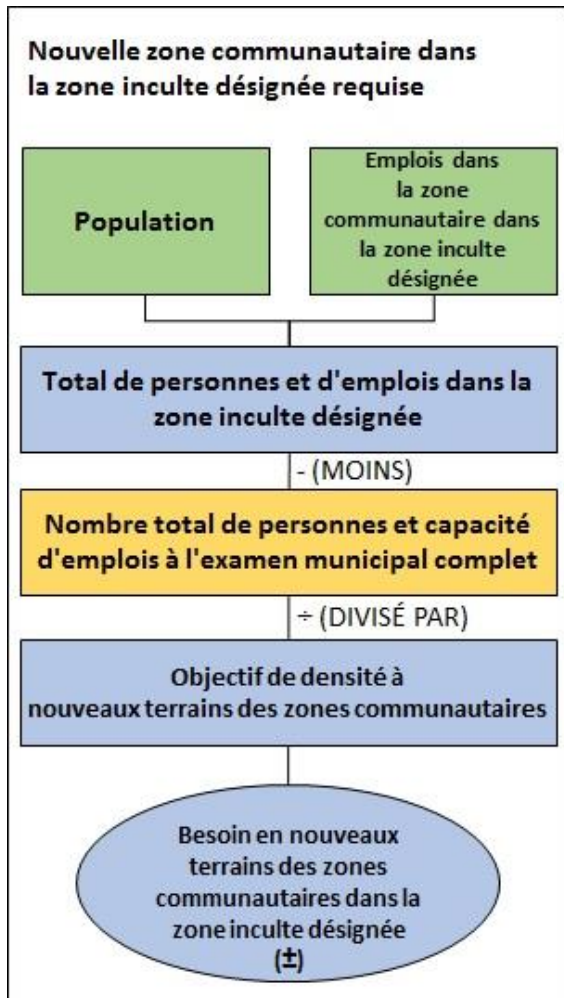 Nouvelle zone communautaire dans
la zone inculte désignée requise
Population
Emplois dans
la zone
communautaire dans
la zone inculte
désignée
Total de personnes et d'emplois dans la
zone inculte désignée
- (MOINS)
Nombre total de personnes et capacité
d'emplois à l'examen municipal complet
÷ (DIVISÉ PAR)
Objectif de densité à
nouveaux terrains des zones communautaires
Besoin en nouveaux
terrains des zones
communautaires dans la
zone inculte désignée
(±)